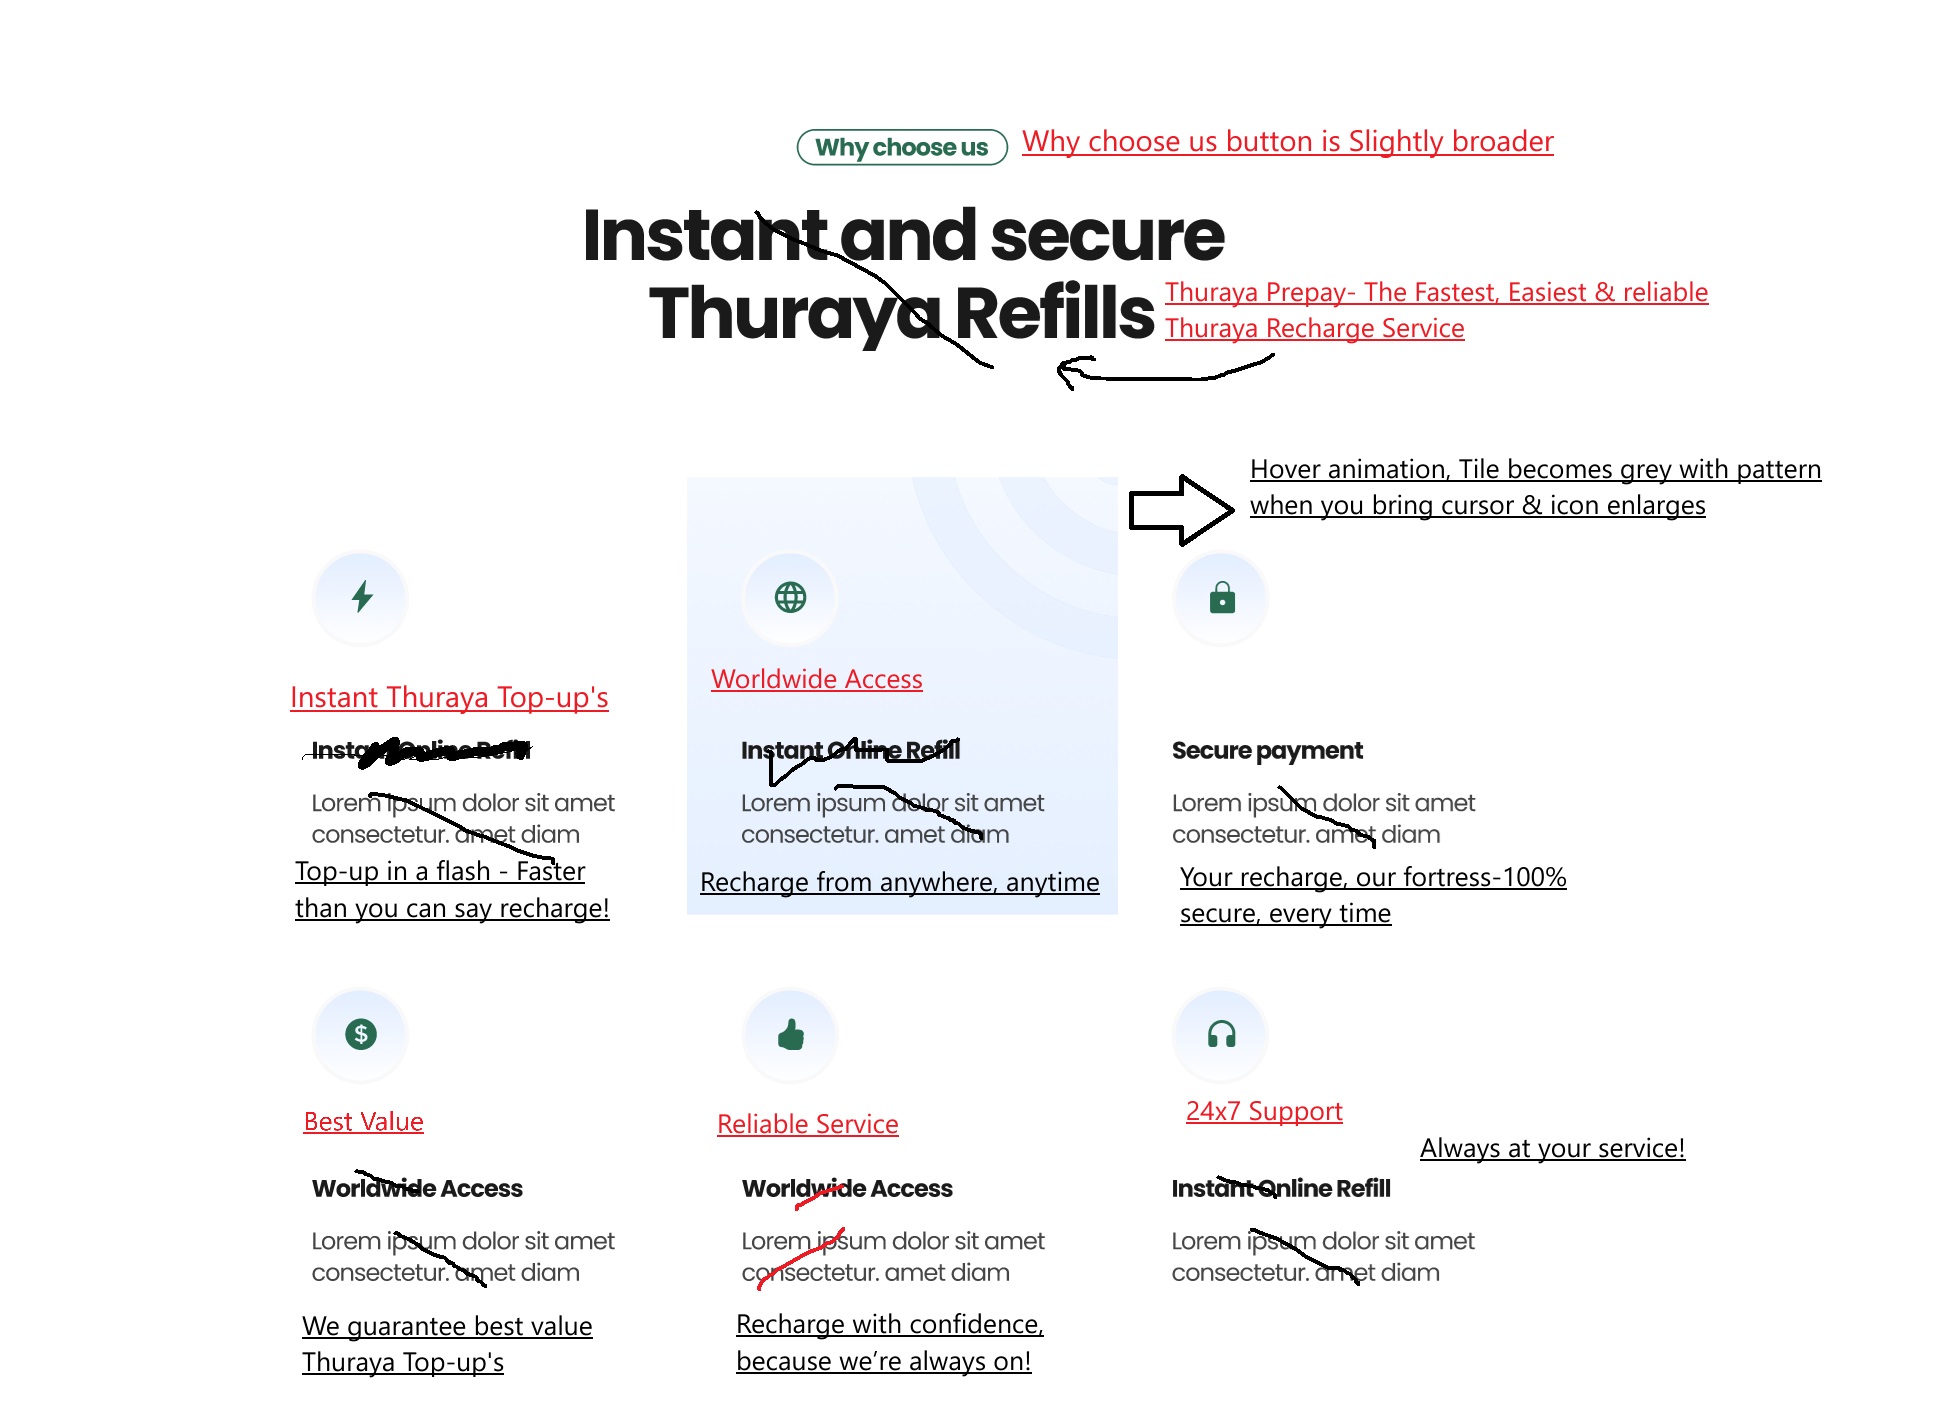 Why choose us
Why choose us button is Slightly broader
Instant and secure
Thuraya Refills
Thuraya Prepay- The Fastest, Easiest & reliable
Thuraya Recharge Service
Hover animation, Tile becomes grey with pattern
when you bring cursor & icon enlarges
Instant Thuraya Top-up's
Instant Online Refill
Lorem ipsum dolor sit amet
consectetur. amet diam
Top-up in a flash - Faster
than you can say recharge!
Worldwide Access
Instant Online Refill
Lorem ipsum dolor sit amet
consectetur. amet diam
Recharge from anywhere, anytime
Secure payment
Lorem ipsum dolor sit amet
consectetur. amet diam
Your recharge, our fortress-100%
secure, every time
Best Value
Worldwide Access
Lorem ipsum dolor sit amet
consectetur. amet diam
We guarantee best value
Thuraya Top-up's
Reliable Service
Worldwide Access
Lorem ipsum dolor sit amet
consectetur. amet diam
Recharge with confidence,
because we’re always on!
24x7 Support
Always at your service!
Instant Online Refill
Lorem ipsum dolor sit amet
consectetur. amet diam